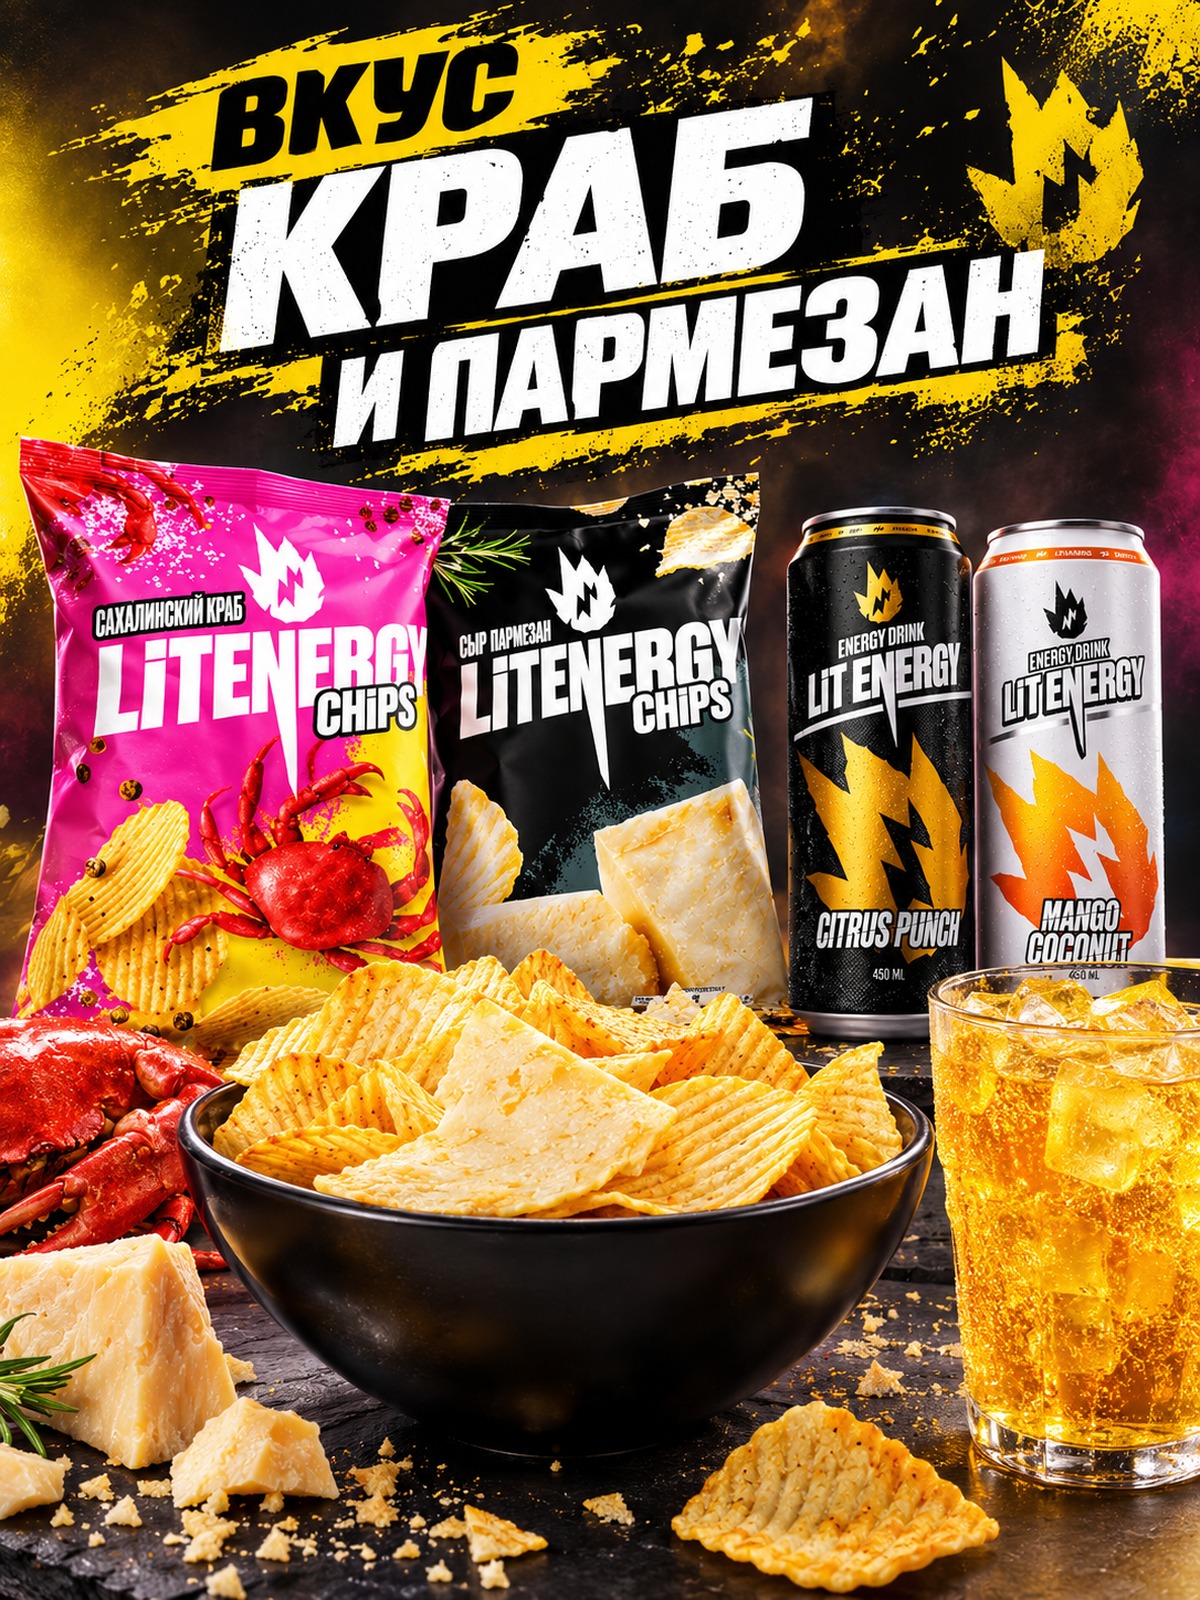 ВКУС
КРАБ
И ПАРМЕЗАН
САХАЛИНСКИЙ КРАБ
LiTENERGY
CHiPS
СЫР ПАРМЕЗАН
LiTENERGY
CHiPS
ENERGY DRINK
LiT ENERGY
CITRUS PUNCH
450 ML
ENERGY DRINK
LiT ENERGY
MANGO
COCONUT
450 ML